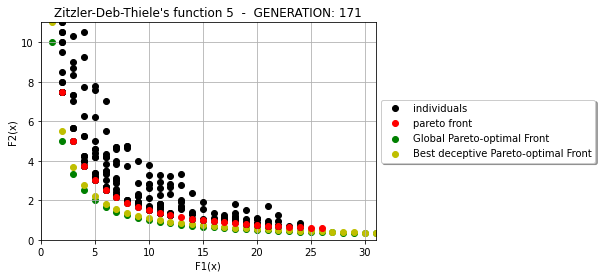 Zitzler-Deb-Thiele's function 5  -  GENERATION: 171
10
8
6
4
2
0
F2(x)
0 5 10 15 20 25 30
F1(x)
individuals
pareto front
Global Pareto-optimal Front
Best deceptive Pareto-optimal Front